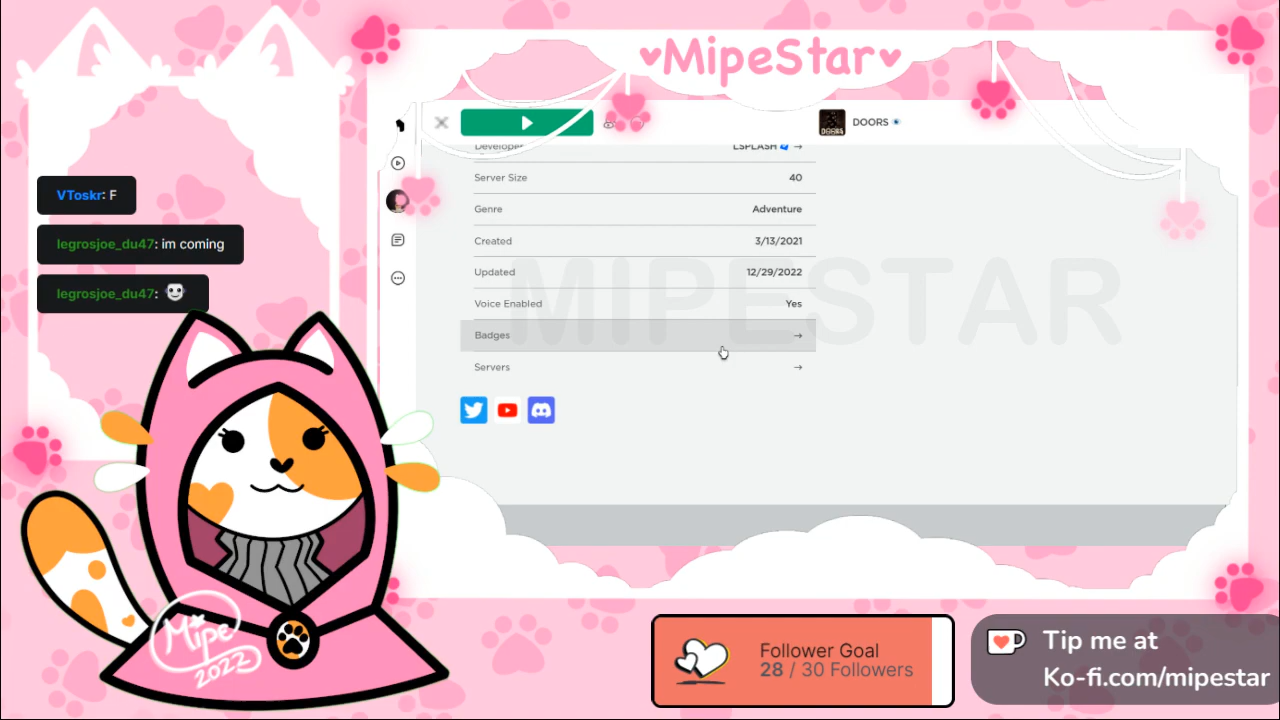 ♥MipeStar♥
DOORS 👁
Developer LSPLASH →
Server Size 40
Genre Adventure
Created 3/13/2021
Updated 12/29/2022
Voice Enabled Yes
Badges →
Servers →
MIPESTAR
VToskr: F
legrosjoe_du47: im coming
legrosjoe_du47:
Mipe
2022
Follower Goal
28 / 30 Followers
Tip me at
Ko-fi.com/mipestar